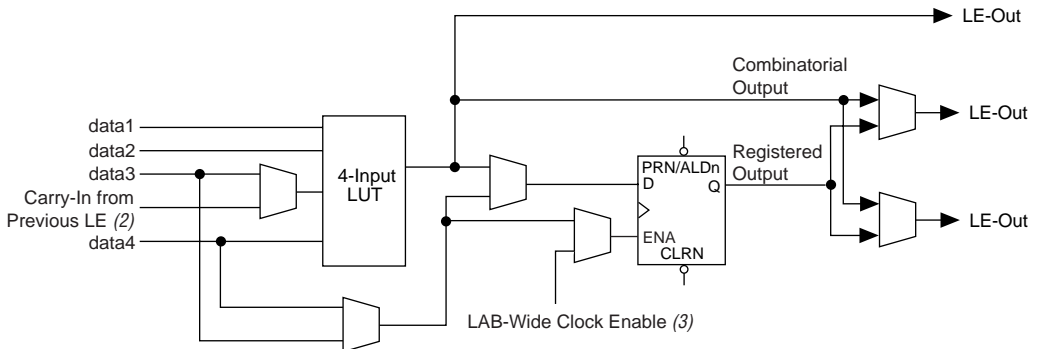 LE-Out
Combinatorial
Output
LE-Out
data1
data2
data3
Carry-In from
Previous LE (2)
data4
4-Input
LUT
PRN/ALDn
D
Q
ENA
CLRN
Registered
Output
LE-Out
LAB-Wide Clock Enable (3)